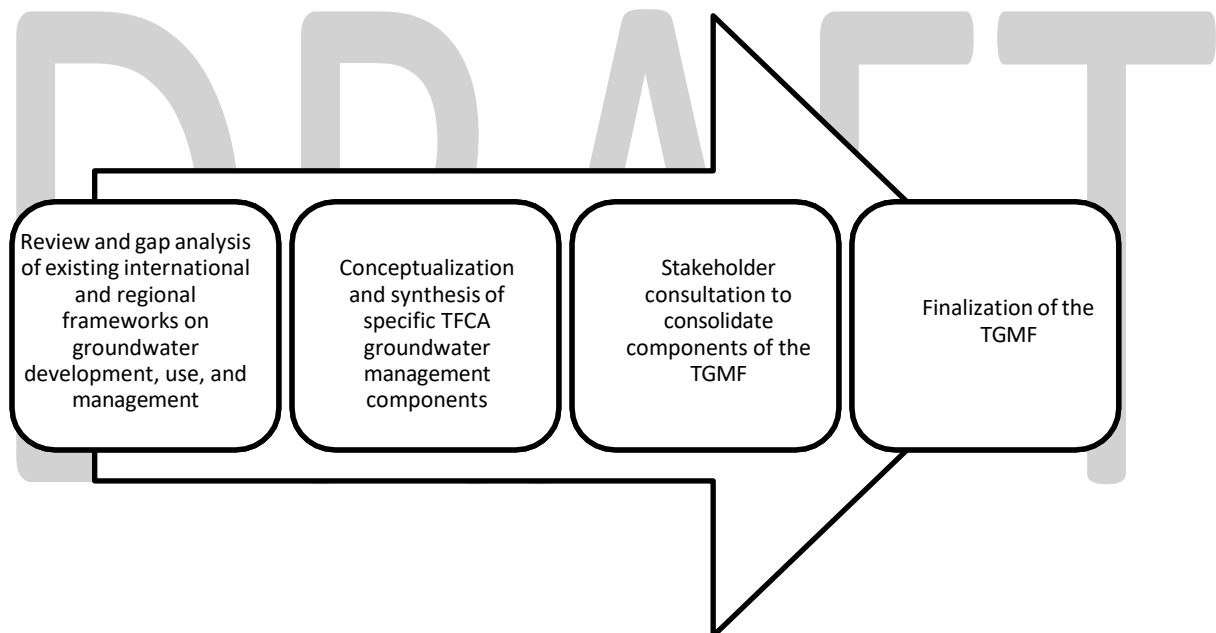 DRAFT
Review and gap analysis
of existing international
and regional
frameworks on
groundwater
development, use, and
management
Conceptualization
and synthesis of
specific TFCA
groundwater
management
components
Stakeholder
consultation to
consolidate
components of the
TGMF
Finalization of the
TGMF